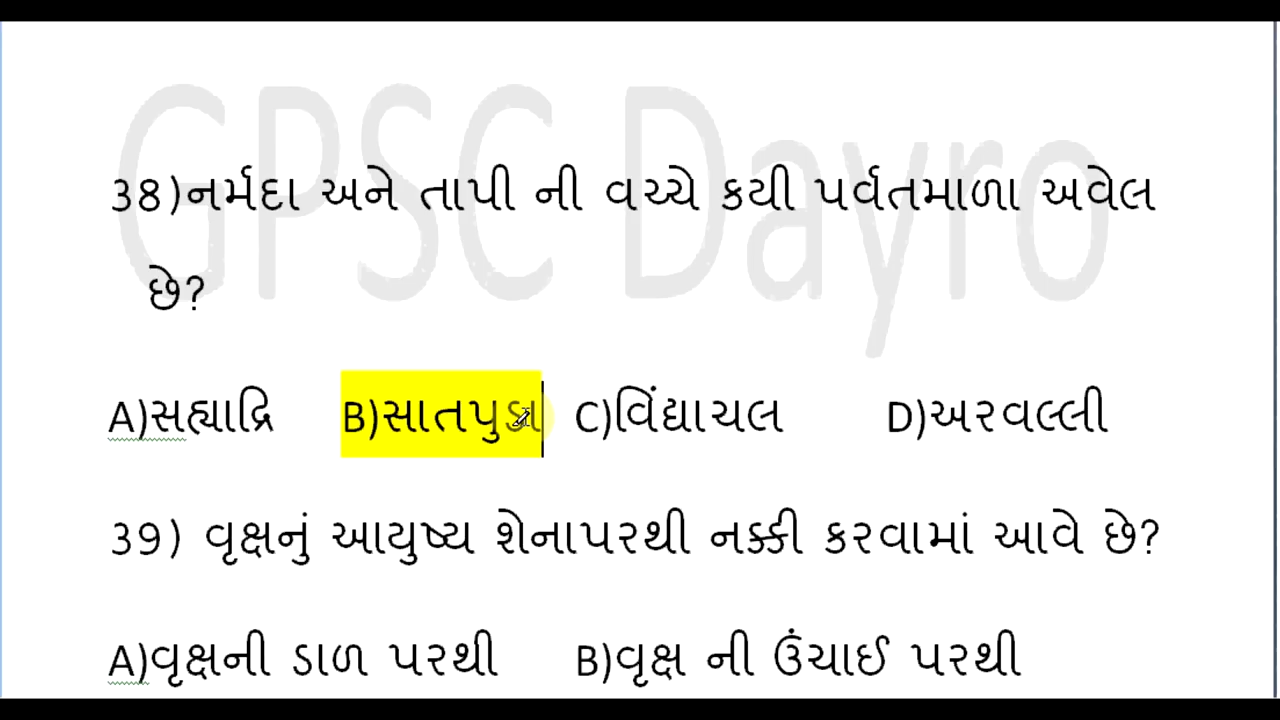 GPSC Dayro
38)નર્મદા અને તાપી ની વચ્ચે કયી પર્વતમાળા અવેલ
છે?
A)સહ્યાદ્રિ B)સાતપુડા C)વિંદ્યાચલ D)અરવલ્લી
39) વૃક્ષનું આયુષ્ય શેનાપરથી નક્કી કરવામાં આવે છે?
A)વૃક્ષની ડાળ પરથી B)વૃક્ષ ની ઉંચાઈ પરથી